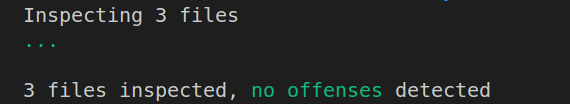 Inspecting 3 files
...
3 files inspected, no offenses detected